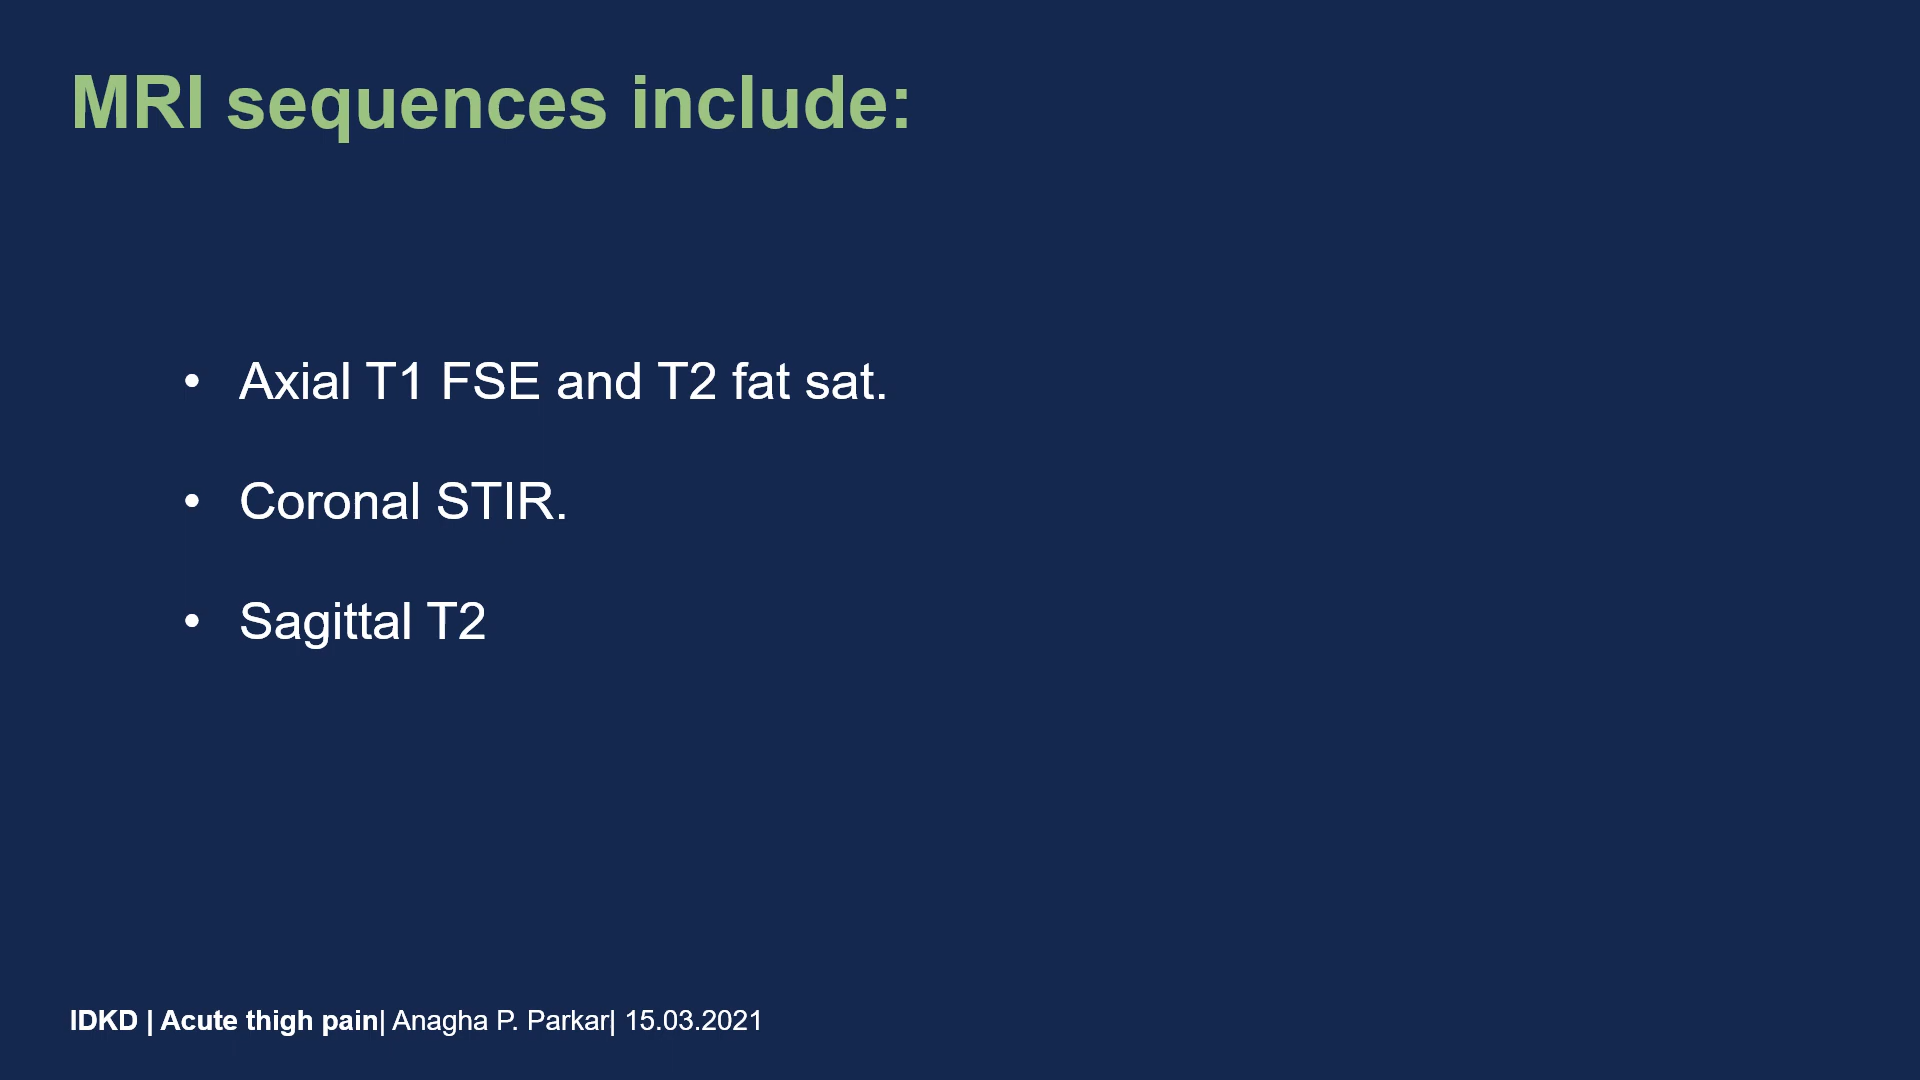 MRI sequences include:
• Axial T1 FSE and T2 fat sat.
• Coronal STIR.
• Sagittal T2
IDKD | Acute thigh pain| Anagha P. Parkar| 15.03.2021